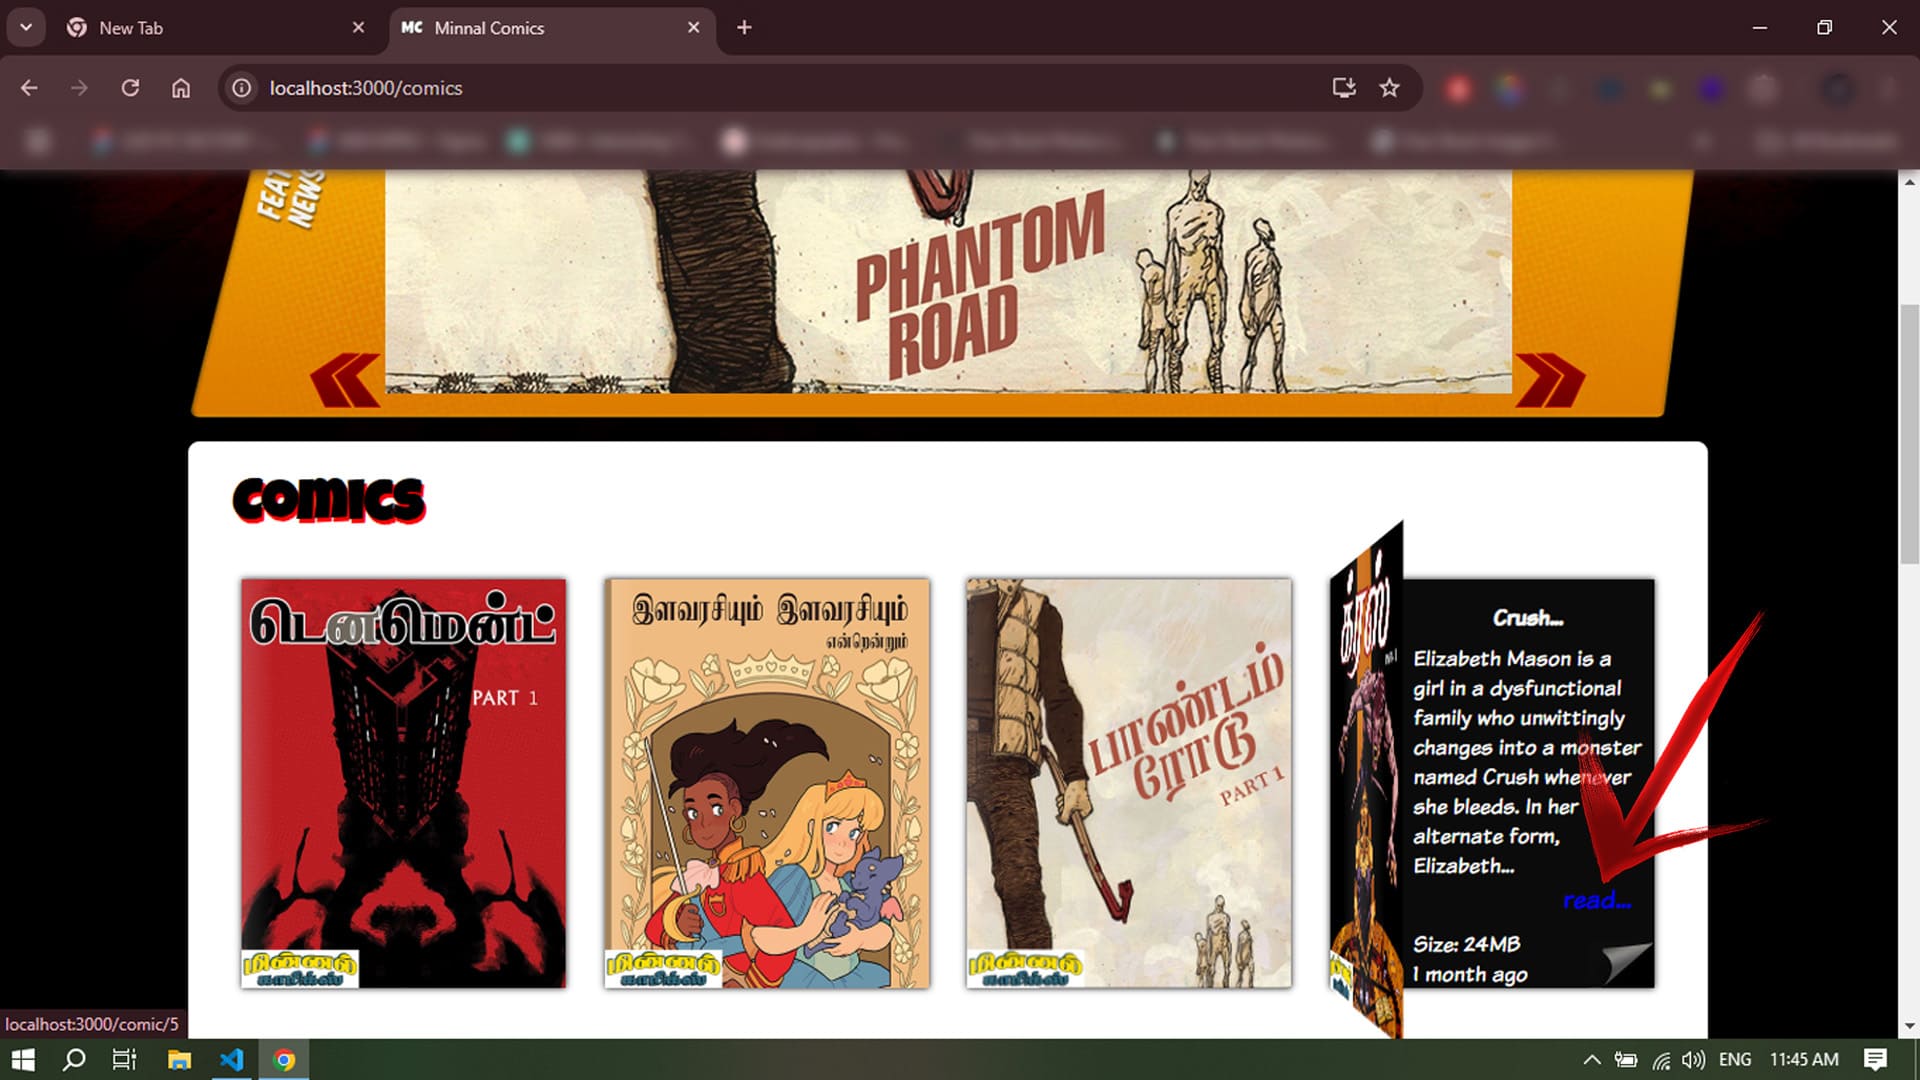 New Tab
MC Minnal Comics
localhost:3000/comics
FEAT
NEWS
PHANTOM
ROAD
COMICS
டெனமெண்ட்
PART 1
மின்னல்
காமிக்ஸ்
இளவரசியும் இளவரசியும்
என்றென்றும்
மின்னல்
காமிக்ஸ்
பாண்டம்
ரோடு
PART 1
மின்னல்
காமிக்ஸ்
க்ரஸ்
Crush...
Elizabeth Mason is a
girl in a dysfunctional
family who unwittingly
changes into a monster
named Crush whenever
she bleeds. In her
alternate form,
Elizabeth...
read...
Size: 24MB
1 month ago
localhost:3000/comic/5
ENG
11:45 AM